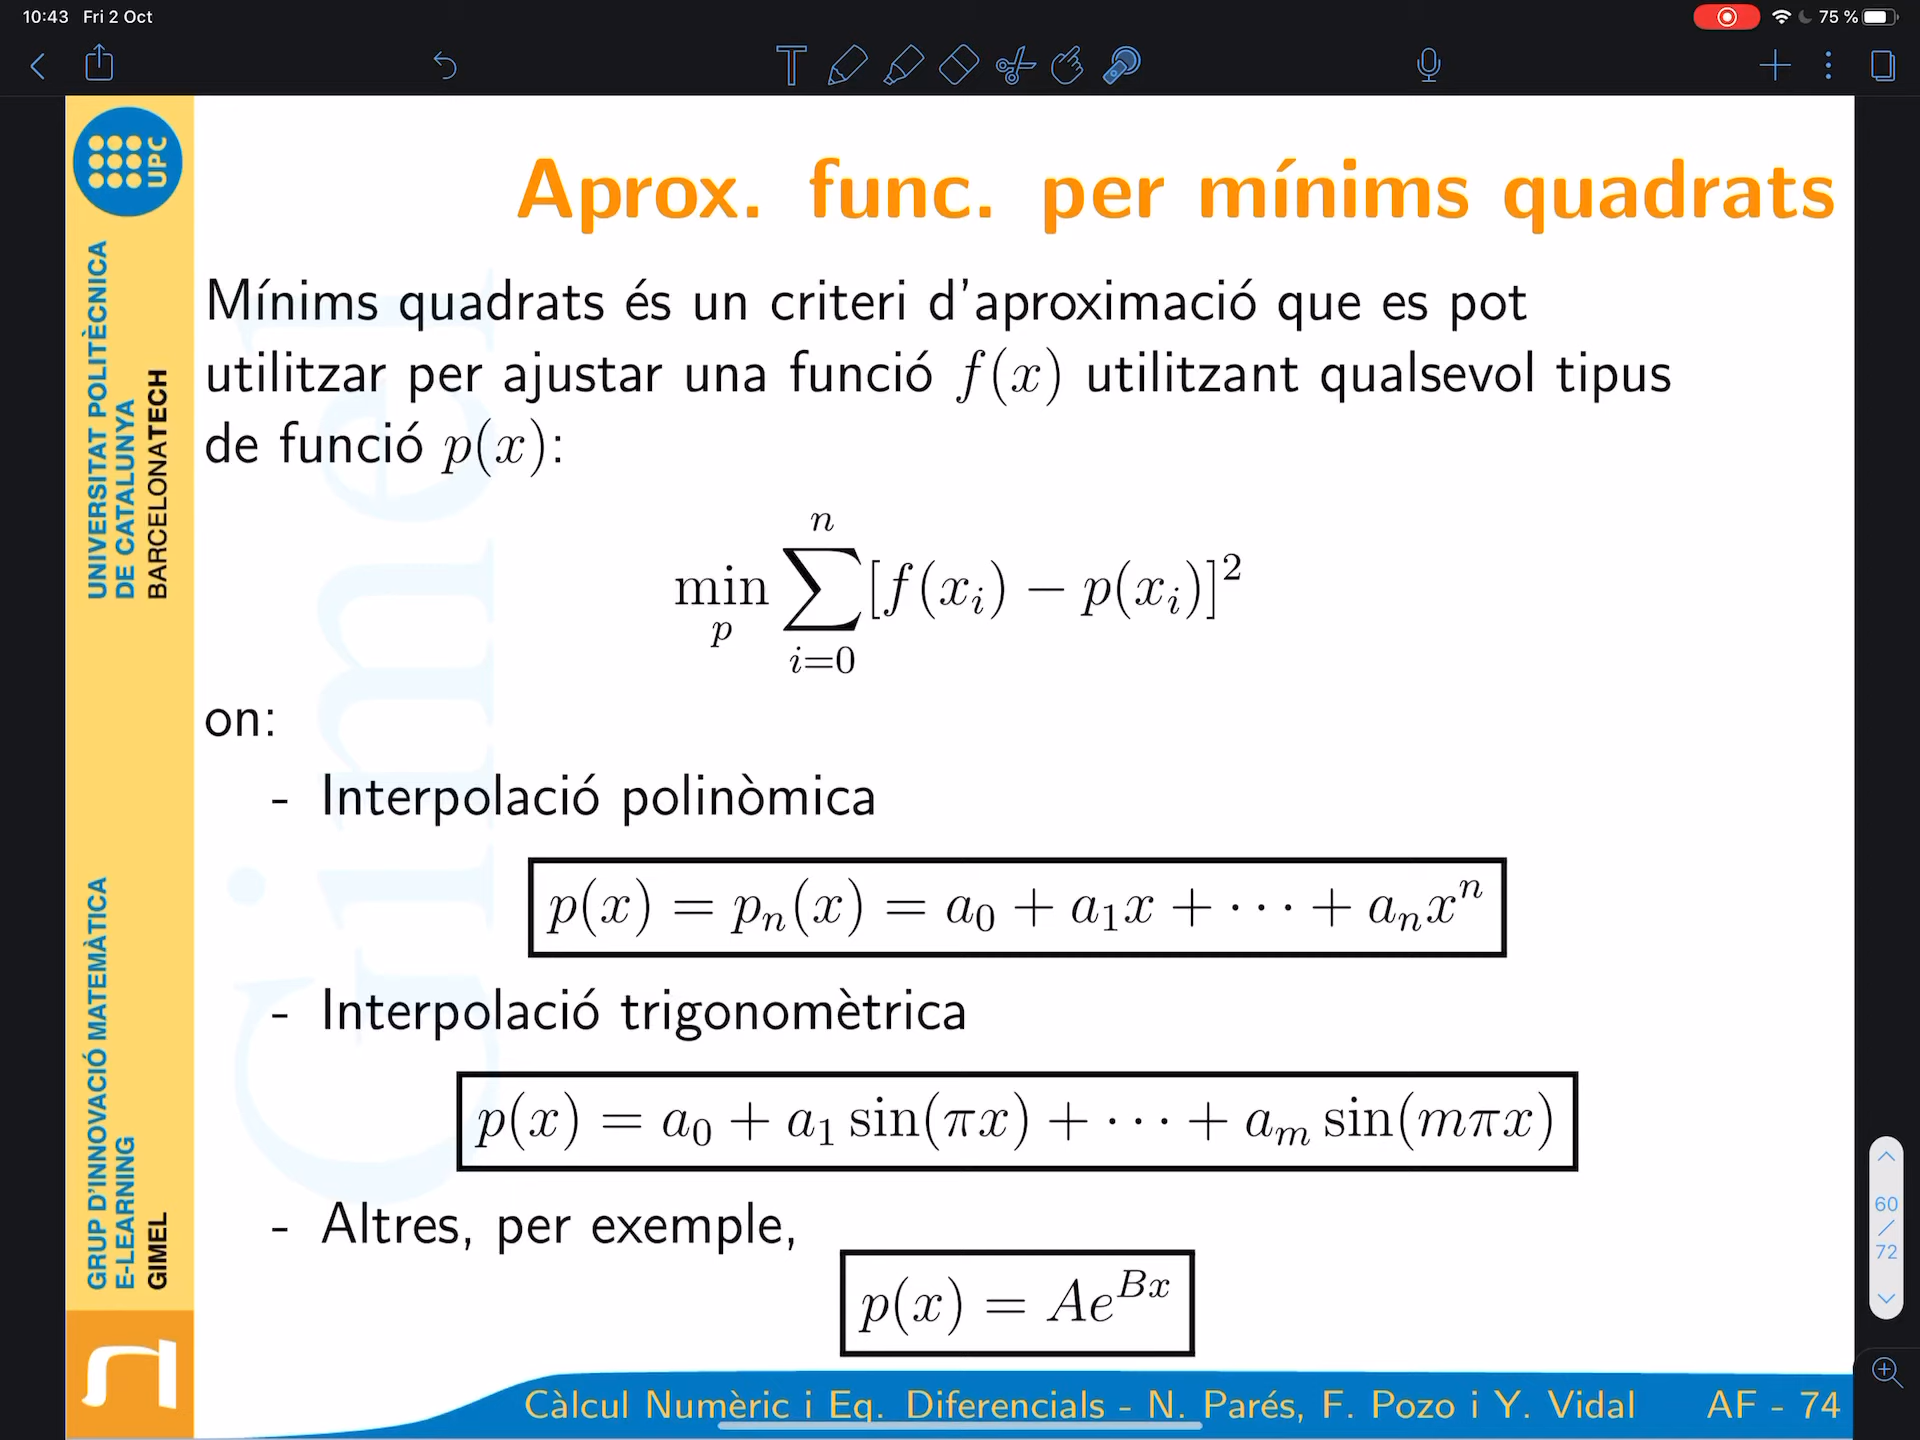 10:43 Fri 2 Oct
75 %
UPC
UNIVERSITAT POLITÈCNICA
DE CATALUNYA
BARCELONATECH
GRUP D'INNOVACIÓ MATEMÀTICA
E-LEARNING
GIMEL
Gimel
Aprox. func. per mínims quadrats
Mínims quadrats és un criteri d'aproximació que es pot
utilitzar per ajustar una funció f(x) utilitzant qualsevol tipus
de funció p(x):
min_p ∑_{i=0}^{n} [f(x_i) − p(x_i)]²
on:
- Interpolació polinòmica
p(x) = p_n(x) = a_0 + a_1x + ··· + a_nx^n
- Interpolació trigonomètrica
p(x) = a_0 + a_1 sin(πx) + ··· + a_m sin(mπx)
- Altres, per exemple,
p(x) = Ae^{Bx}
60
/
72
Càlcul Numèric i Eq. Diferencials - N. Parés, F. Pozo i Y. Vidal AF - 74